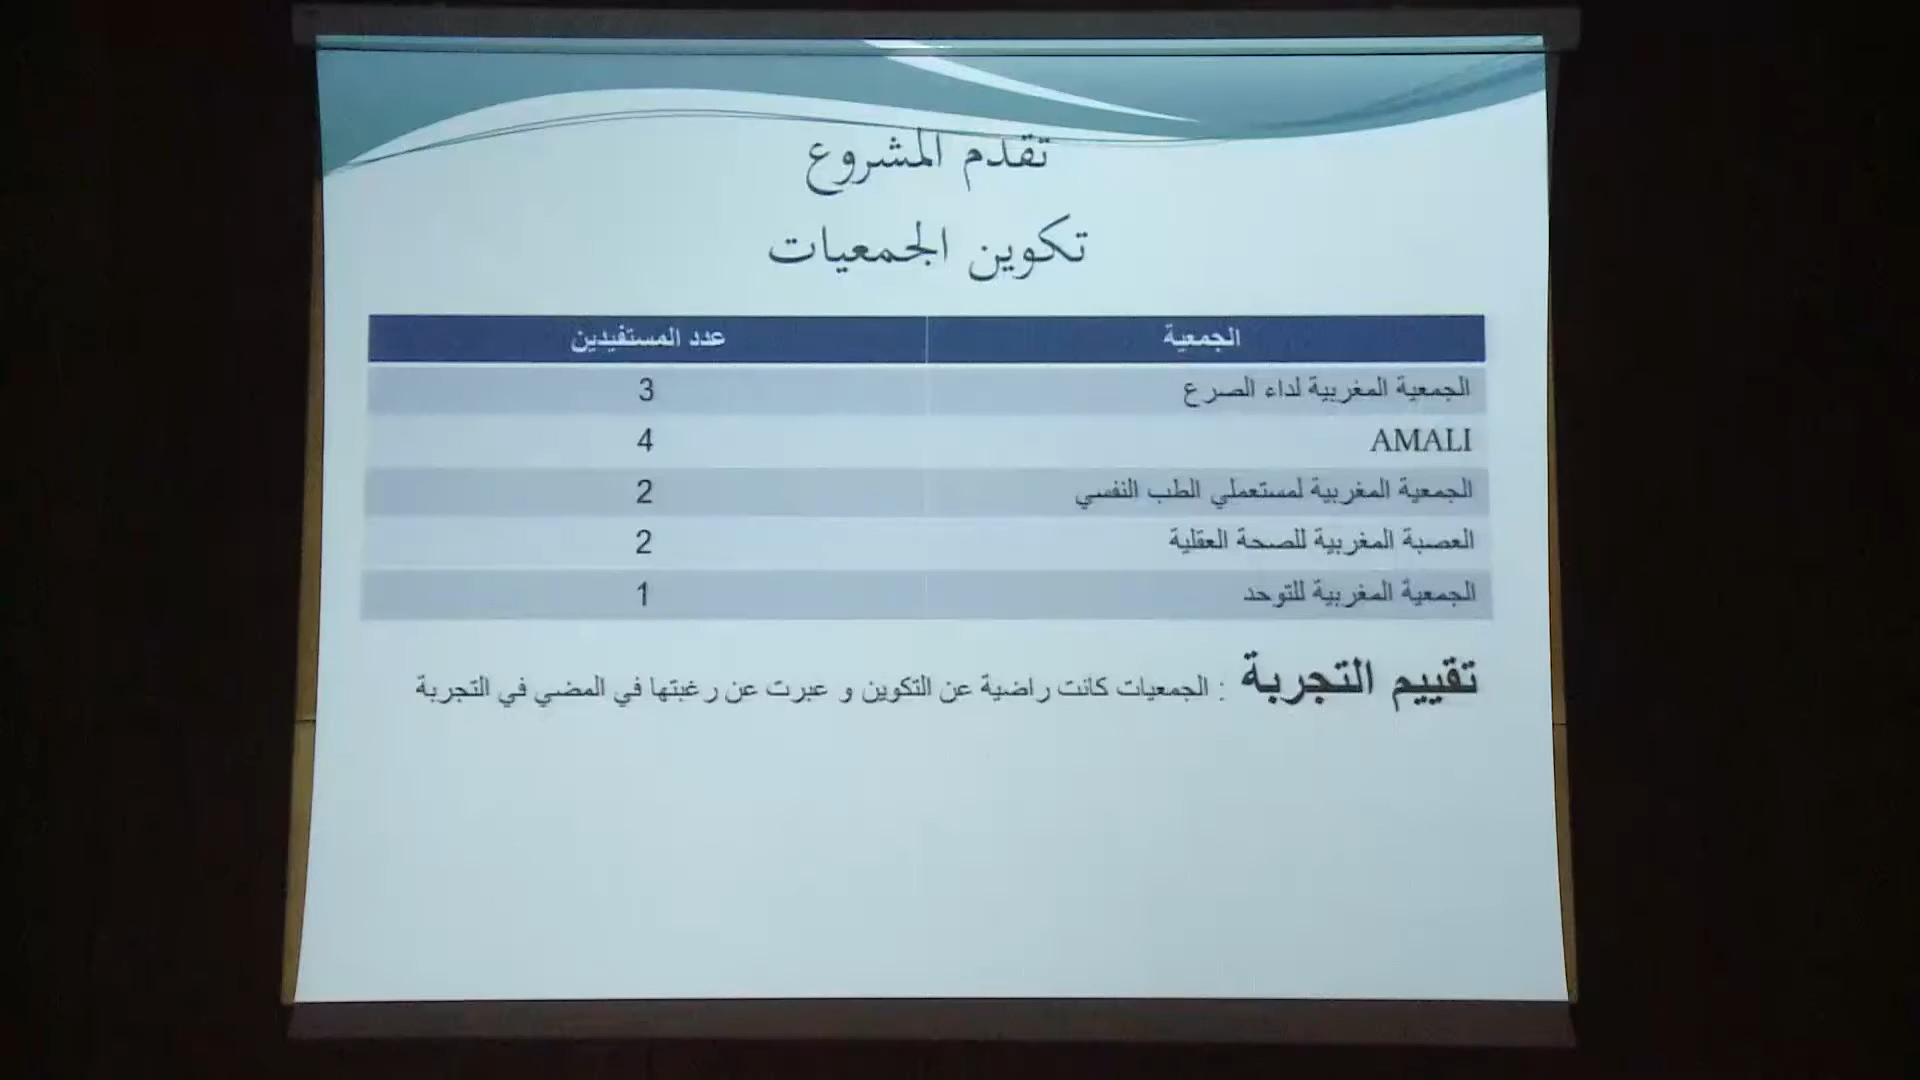 تقدم المشروع
تكوين الجمعيات
الجمعية عدد المستفيدين
الجمعية المغربية لداء الصرع 3
AMALI 4
الجمعية المغربية لمستعملي الطب النفسي 2
العصبة المغربية للصحة العقلية 2
الجمعية المغربية للتوحد 1
تقييم التجربة : الجمعيات كانت راضية عن التكوين و عبرت عن رغبتها في المضي في التجربة